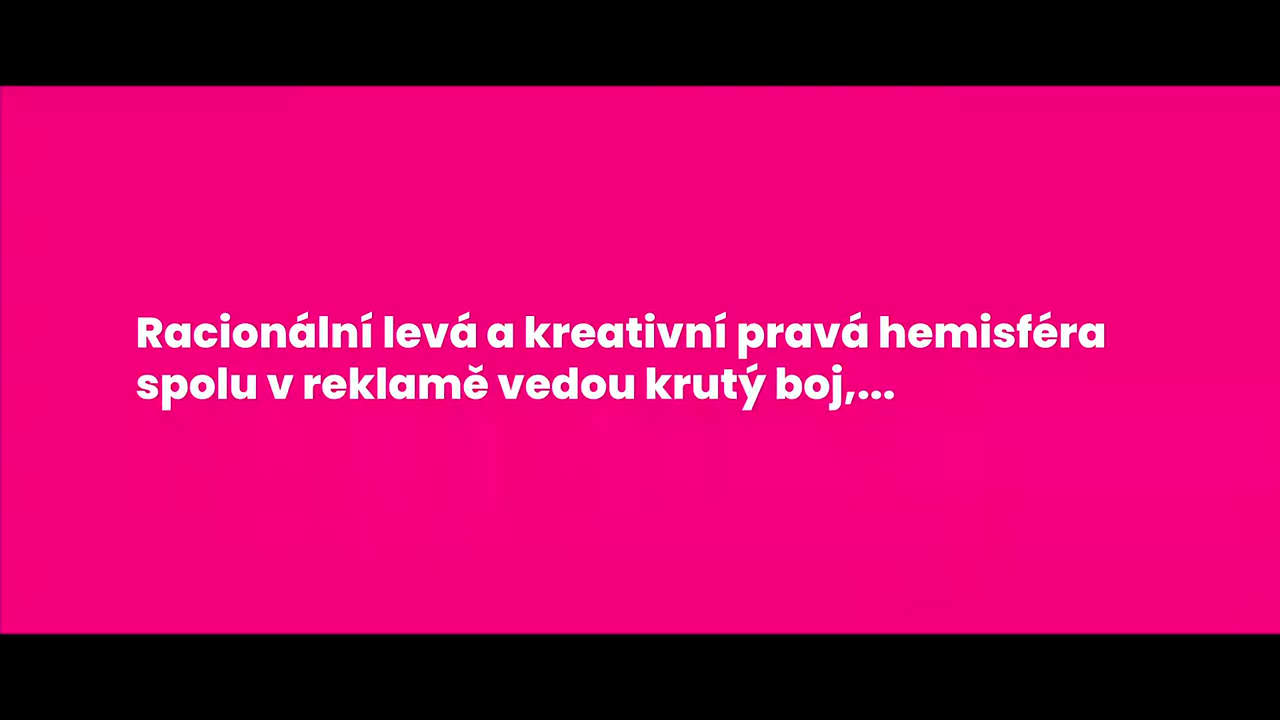 Racionální levá a kreativní pravá hemisféra
spolu v reklamě vedou krutý boj,...